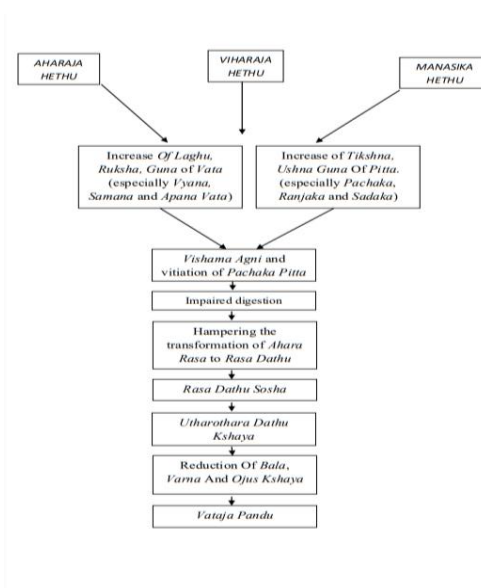 AHARAJA
HETHU
VIHARAJA
HETHU
MANASIKA
HETHU
Increase Of Laghu,
Ruksha, Guna of Vata
(especially Vyana,
Samana and Apana Vata)
Increase of Tikshna,
Ushna Guna Of Pitta.
(especially Pachaka,
Ranjaka and Sadaka)
Vishama Agni and
vitiation of Pachaka Pitta
Impaired digestion
Hampering the
transformation of Ahara
Rasa to Rasa Dathu
Rasa Dathu Sosha
Utharothara Dathu
Kshaya
Reduction Of Bala,
Varna And Ojus Kshaya
Vataja Pandu